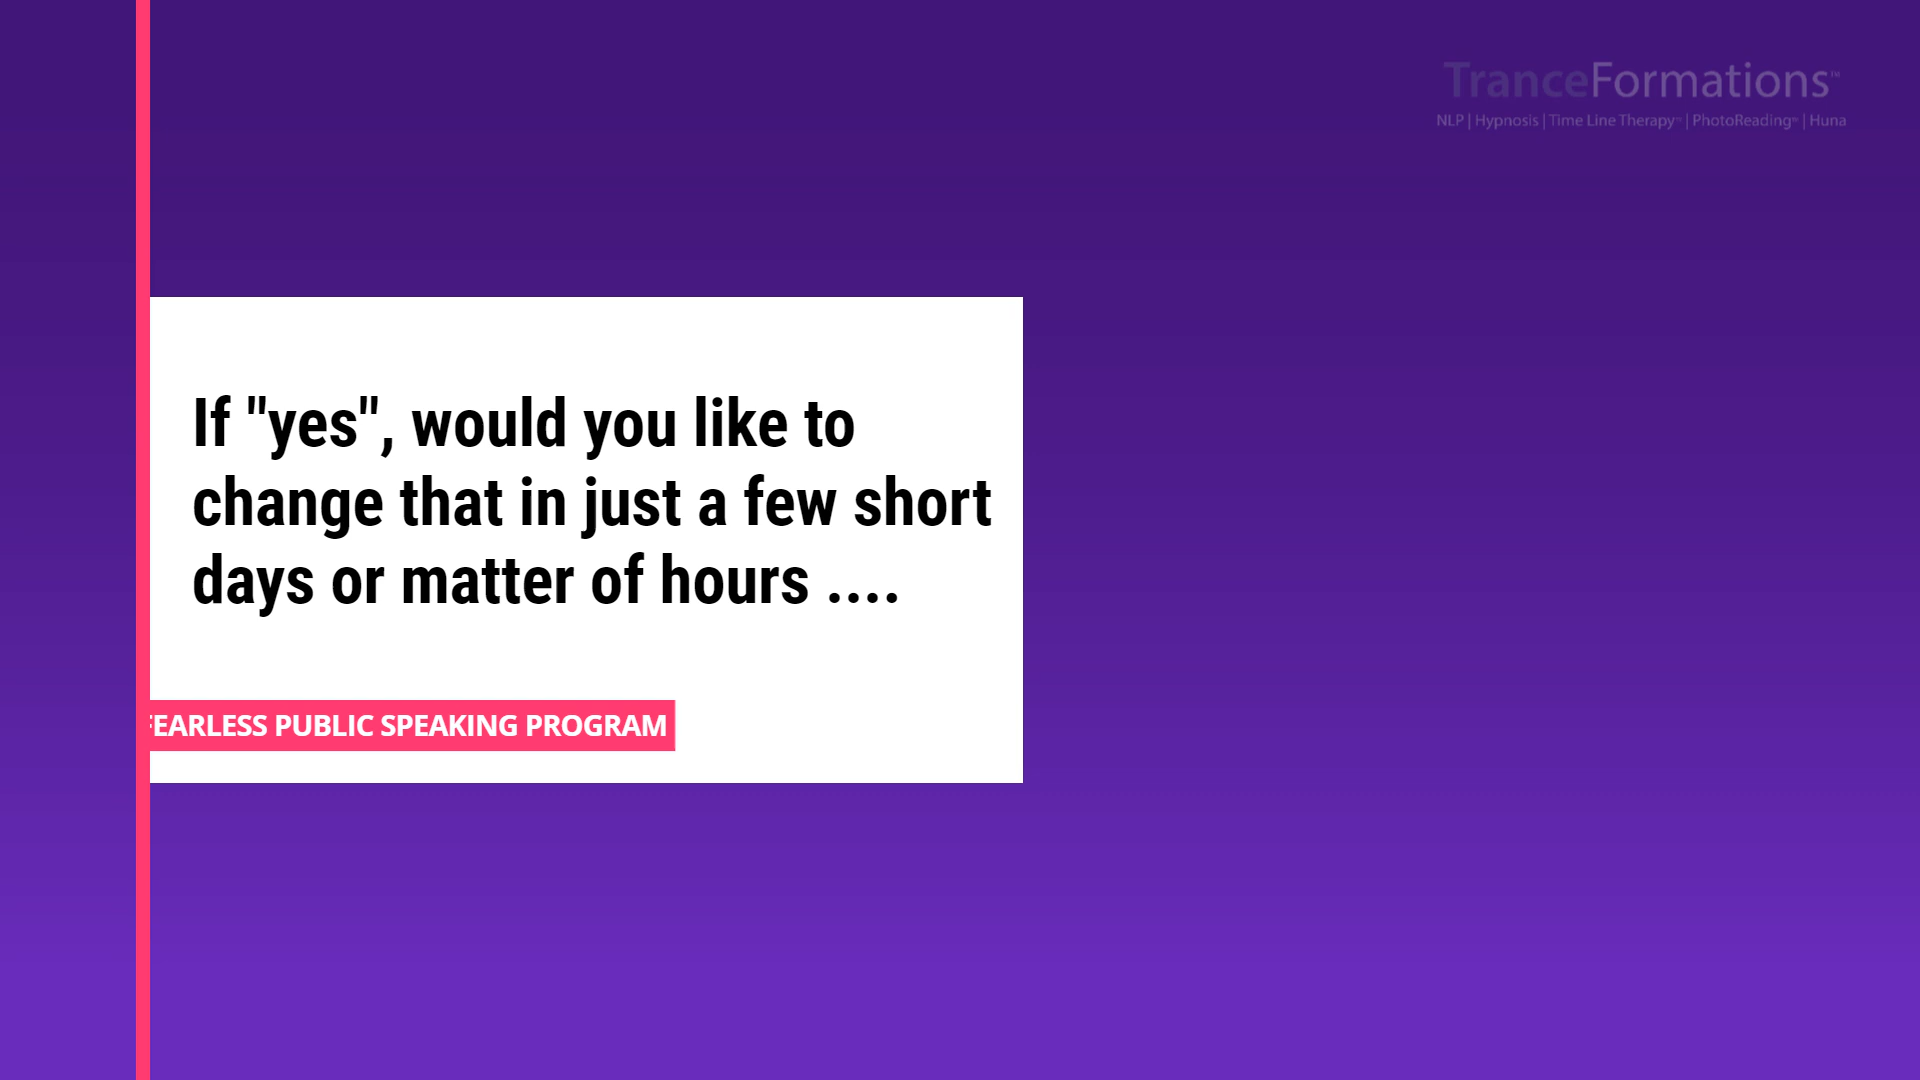 TranceFormations™
NLP | Hypnosis | Time Line Therapy™ | PhotoReading™ | Huna
If "yes", would you like to
change that in just a few short
days or matter of hours ....
FEARLESS PUBLIC SPEAKING PROGRAM